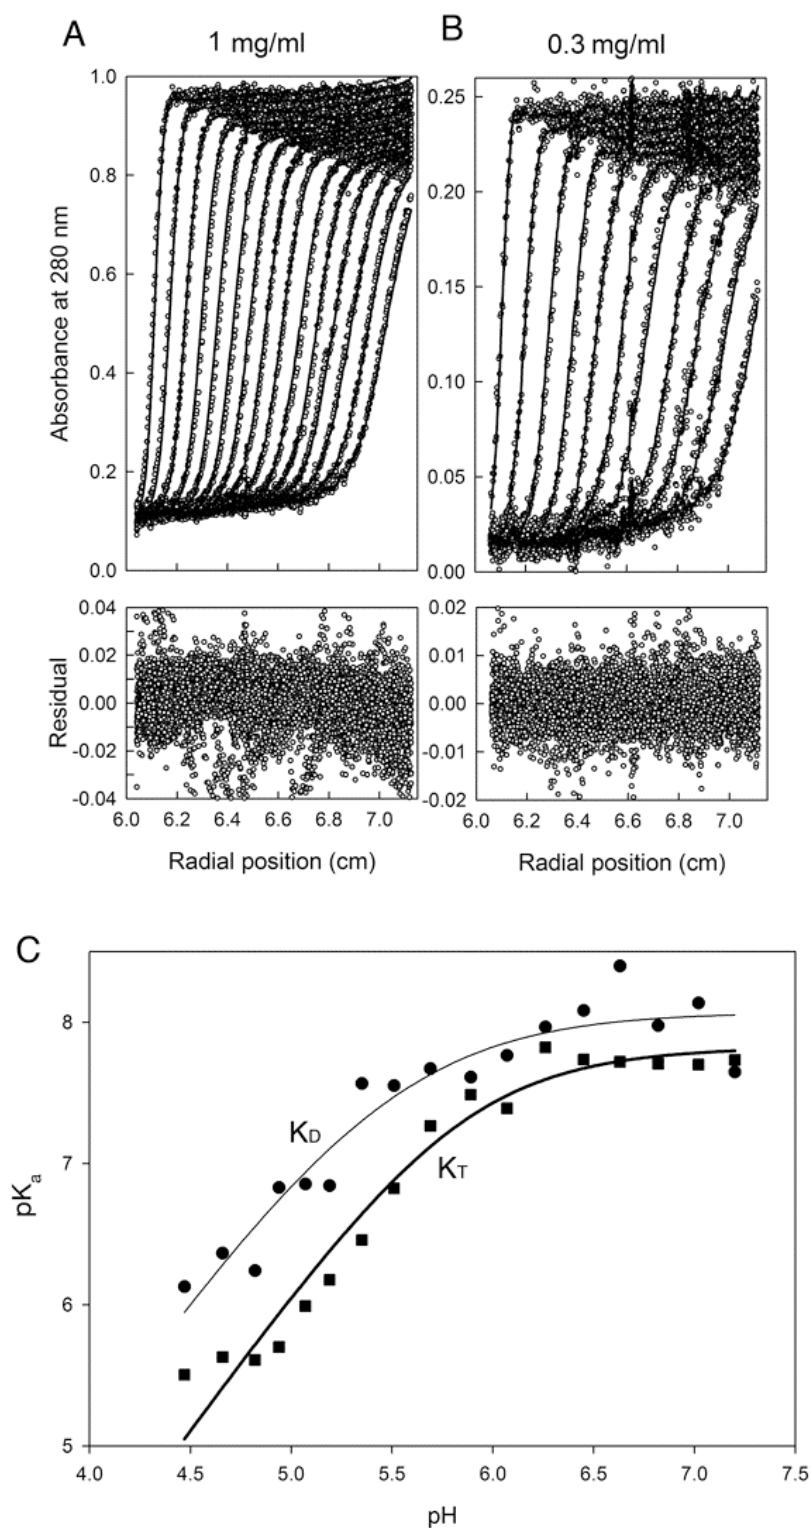 A
1 mg/ml
B
0.3 mg/ml
Absorbance at 280 nm
1.0
0.8
0.6
0.4
0.2
0.0
0.25
0.20
0.15
0.10
0.05
0.00
Residual
0.04
0.02
0.00
-0.02
-0.04
0.02
0.01
0.00
-0.01
-0.02
6.0 6.2 6.4 6.6 6.8 7.0
6.0 6.2 6.4 6.6 6.8 7.0
Radial position (cm)
Radial position (cm)
C
pKa
8
7
6
5
KD
KT
4.0 4.5 5.0 5.5 6.0 6.5 7.0 7.5
pH